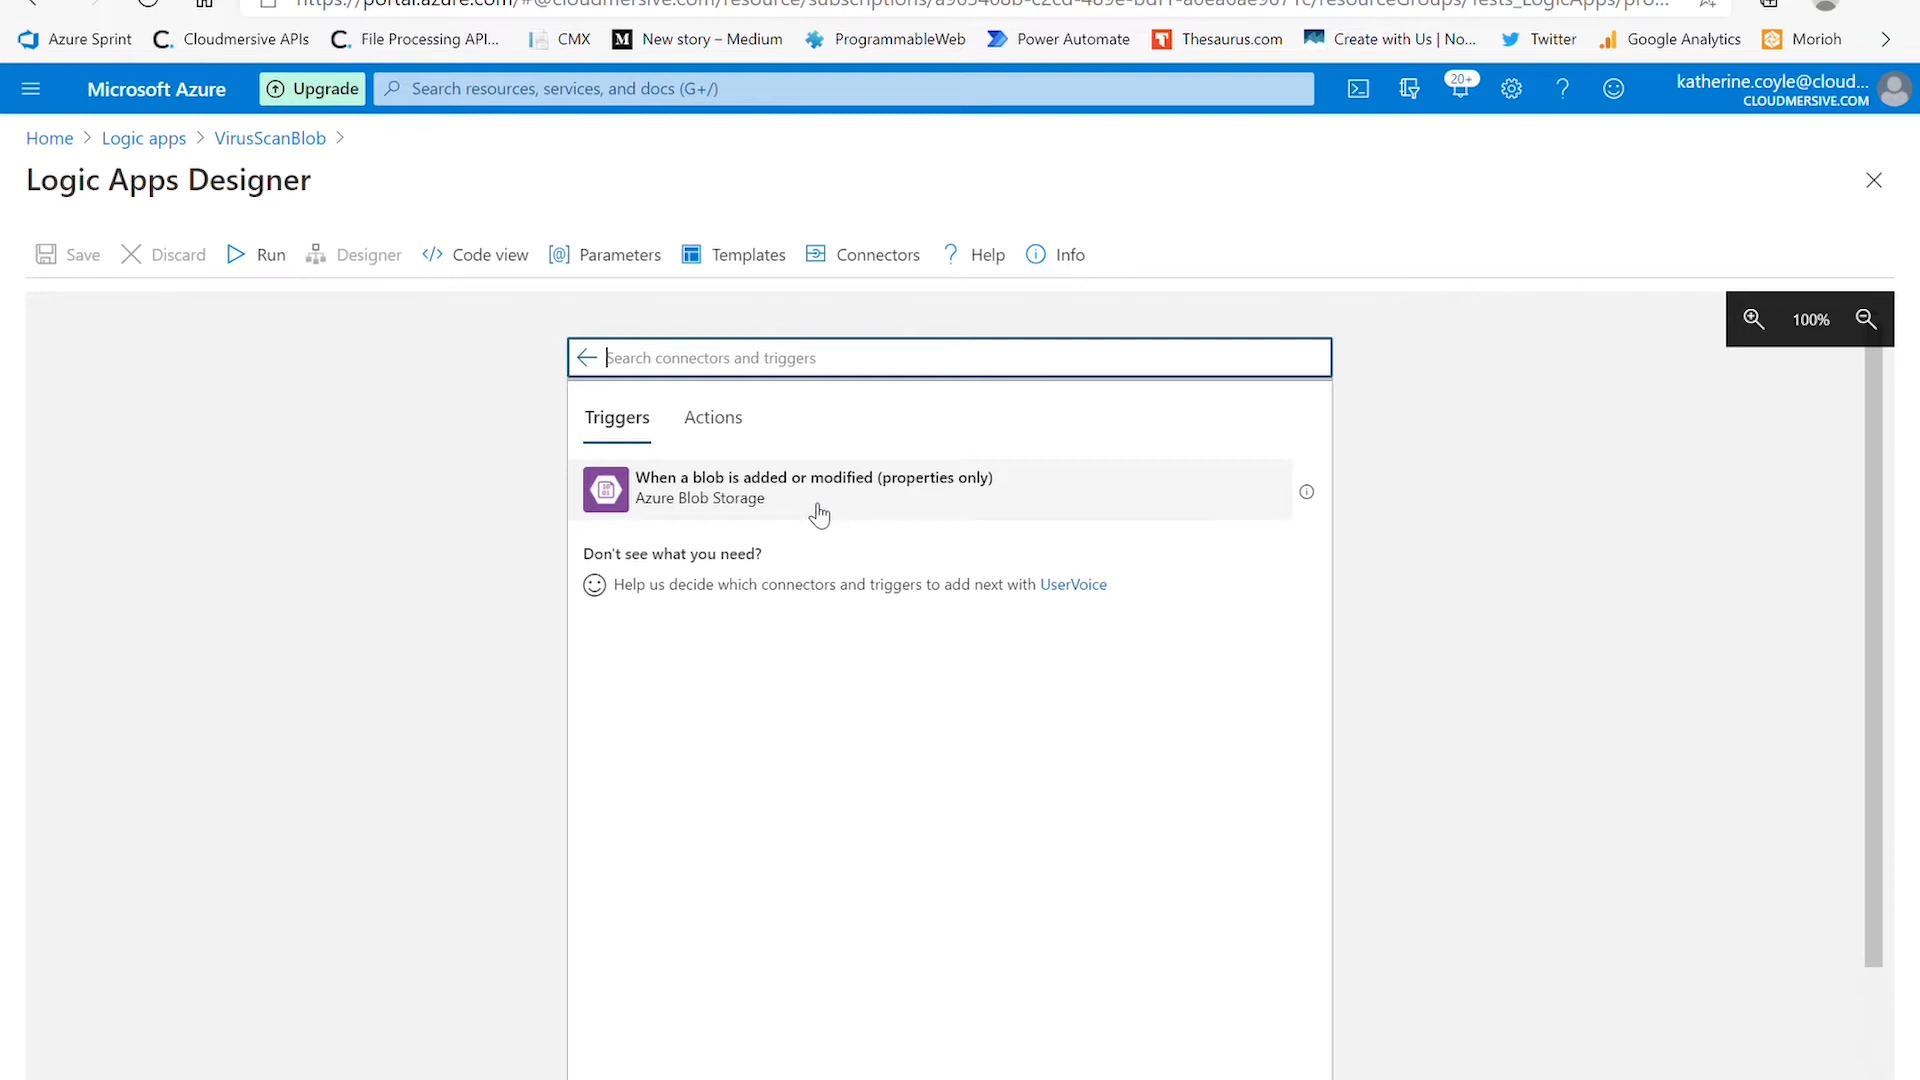 Azure Sprint Cloudmersive APIs File Processing API... CMX New story – Medium ProgrammableWeb Power Automate Thesaurus.com Create with Us | No... Twitter Google Analytics Morioh
Microsoft Azure Upgrade Search resources, services, and docs (G+/) 20+ katherine.coyle@cloud...
CLOUDMERSIVE.COM
Home > Logic apps > VirusScanBlob >
Logic Apps Designer
Save Discard Run Designer Code view Parameters Templates Connectors Help Info
100%
Search connectors and triggers
Triggers Actions
When a blob is added or modified (properties only)
Azure Blob Storage
Don't see what you need?
Help us decide which connectors and triggers to add next with UserVoice